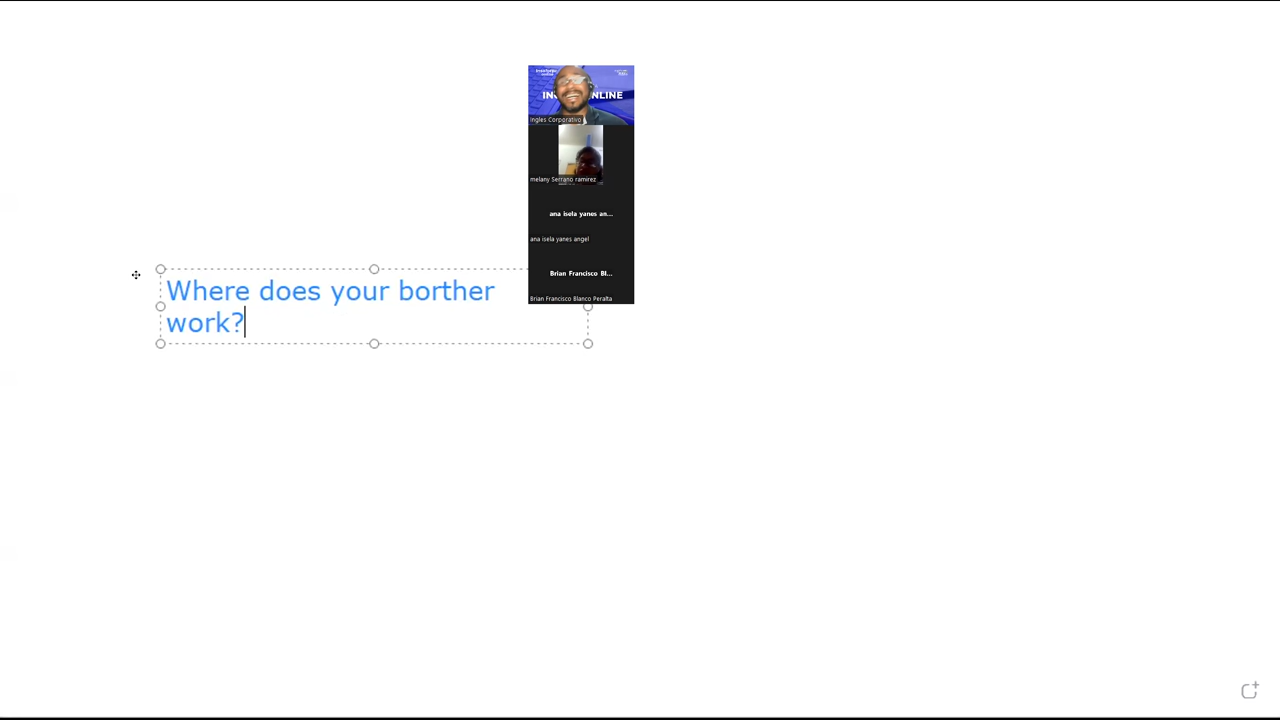 Ingles Corporativo
melany Serrano ramirez
ana isela yanes an...
ana isela yanes angel
Brian Francisco Bl...
Brian Francisco Blanco Peralta
Where does your borther
work?